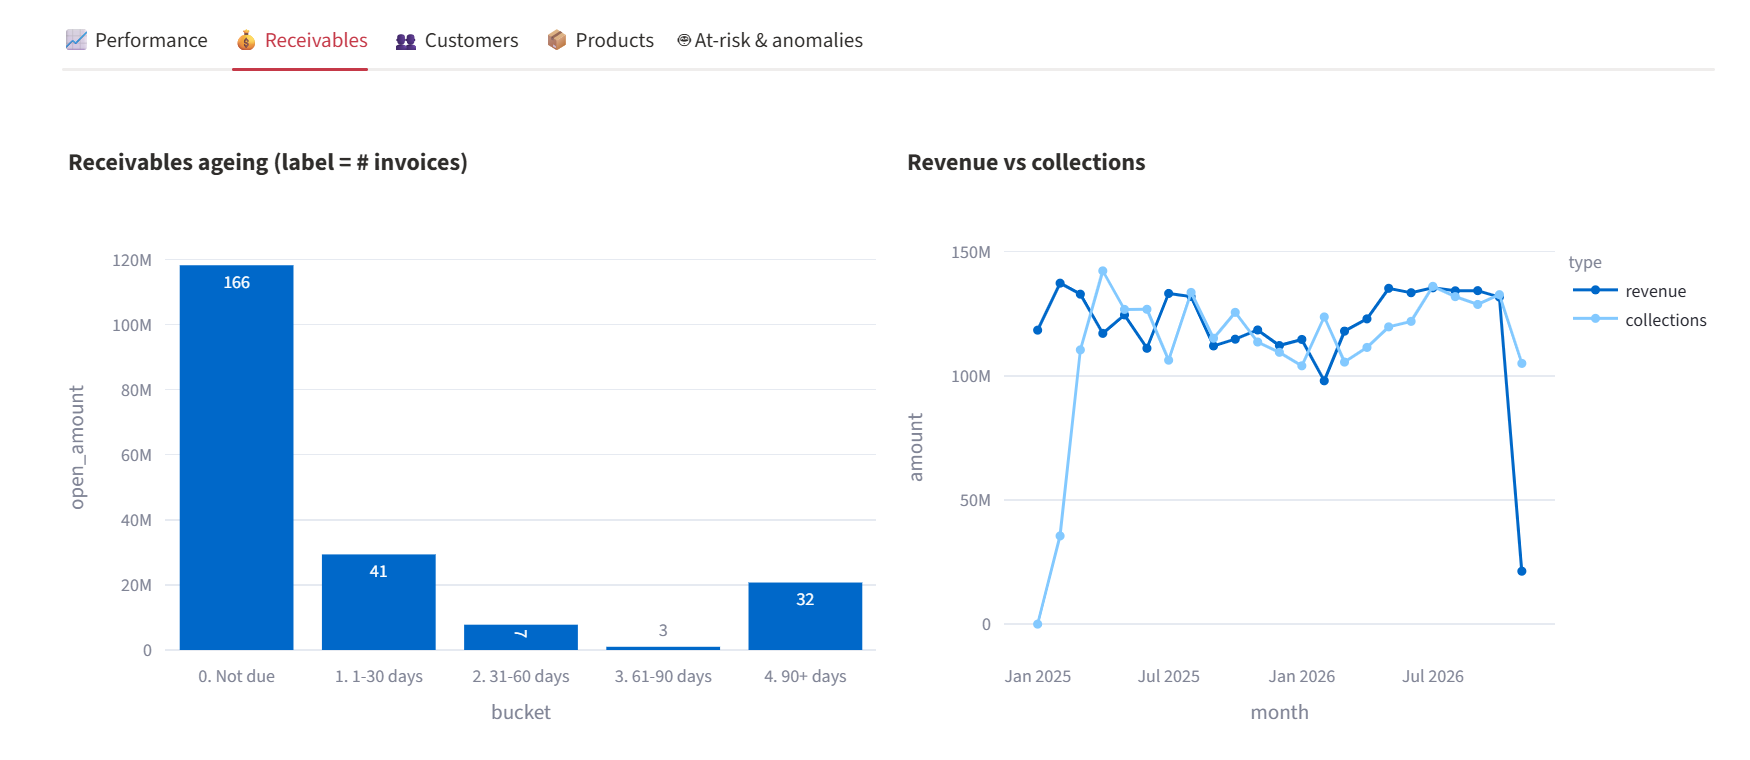 Performance Receivables Customers Products At-risk & anomalies
Receivables ageing (label = # invoices)
120M
100M
80M
60M
40M
20M
0
open_amount
166
41
7
3
32
0. Not due 1. 1-30 days 2. 31-60 days 3. 61-90 days 4. 90+ days
bucket
Revenue vs collections
150M
100M
50M
0
amount
Jan 2025 Jul 2025 Jan 2026 Jul 2026
month
type
revenue
collections